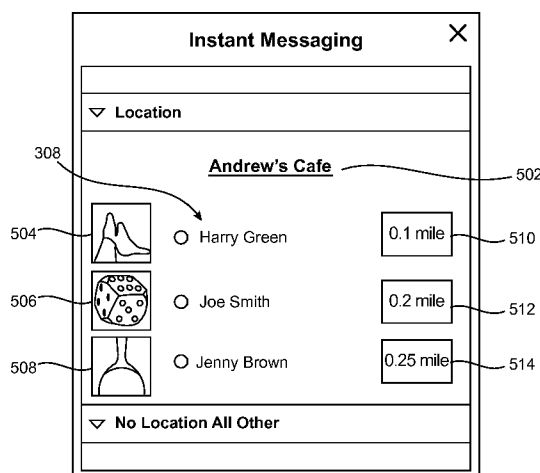 Instant Messaging
Location
Andrew's Cafe
502
308
504
Harry Green
0.1 mile
510
506
Joe Smith
0.2 mile
512
508
Jenny Brown
0.25 mile
514
No Location All Other